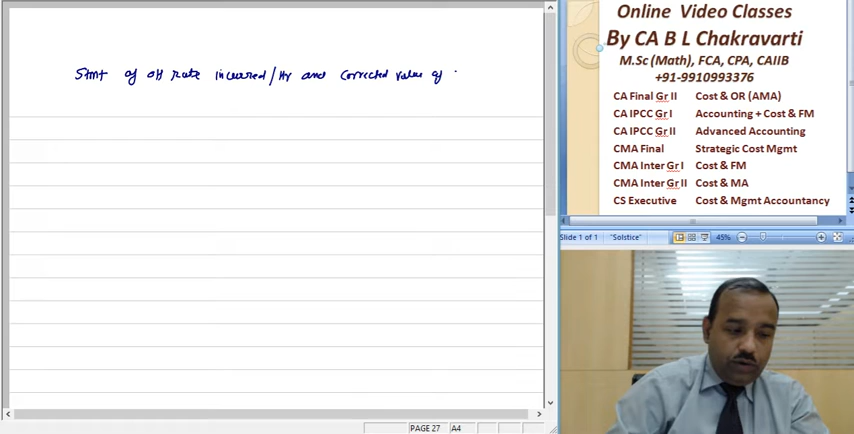 Stmt of OH Rate incurred/Hr and corrected value of
PAGE 27
A4
Online Video Classes
By CA B L Chakravarti
M.Sc (Math), FCA, CPA, CAIIB
+91-9910993376
CA Final Gr II Cost & OR (AMA)
CA IPCC Gr I Accounting + Cost & FM
CA IPCC Gr II Advanced Accounting
CMA Final Strategic Cost Mgmt
CMA Inter Gr I Cost & FM
CMA Inter Gr II Cost & MA
CS Executive Cost & Mgmt Accountancy
Slide 1 of 1 "Solstice" 45%